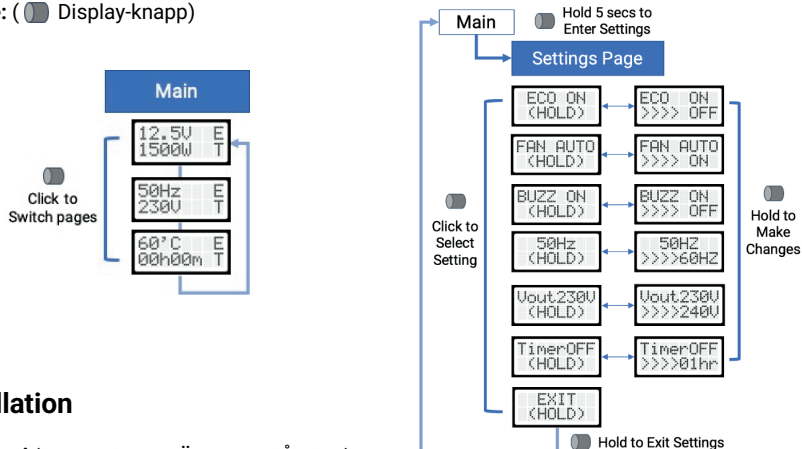 : ( Display-knapp)
Main
12.5V E
1500W T
50Hz E
230V T
60°C E
00h00m T
Click to
Switch pages
Main
Hold 5 secs to
Enter Settings
Settings Page
ECO ON
(HOLD)
ECO ON
>>>> OFF
FAN AUTO
(HOLD)
FAN AUTO
>>>> ON
BUZZ ON
(HOLD)
BUZZ ON
>>>> OFF
50Hz
(HOLD)
50HZ
>>>>60HZ
Vout230V
(HOLD)
Vout230V
>>>>240V
TimerOFF
(HOLD)
TimerOFF
>>>>01hr
EXIT
(HOLD)
Click to
Select
Setting
Hold to
Make
Changes
Hold to Exit Settings
llation